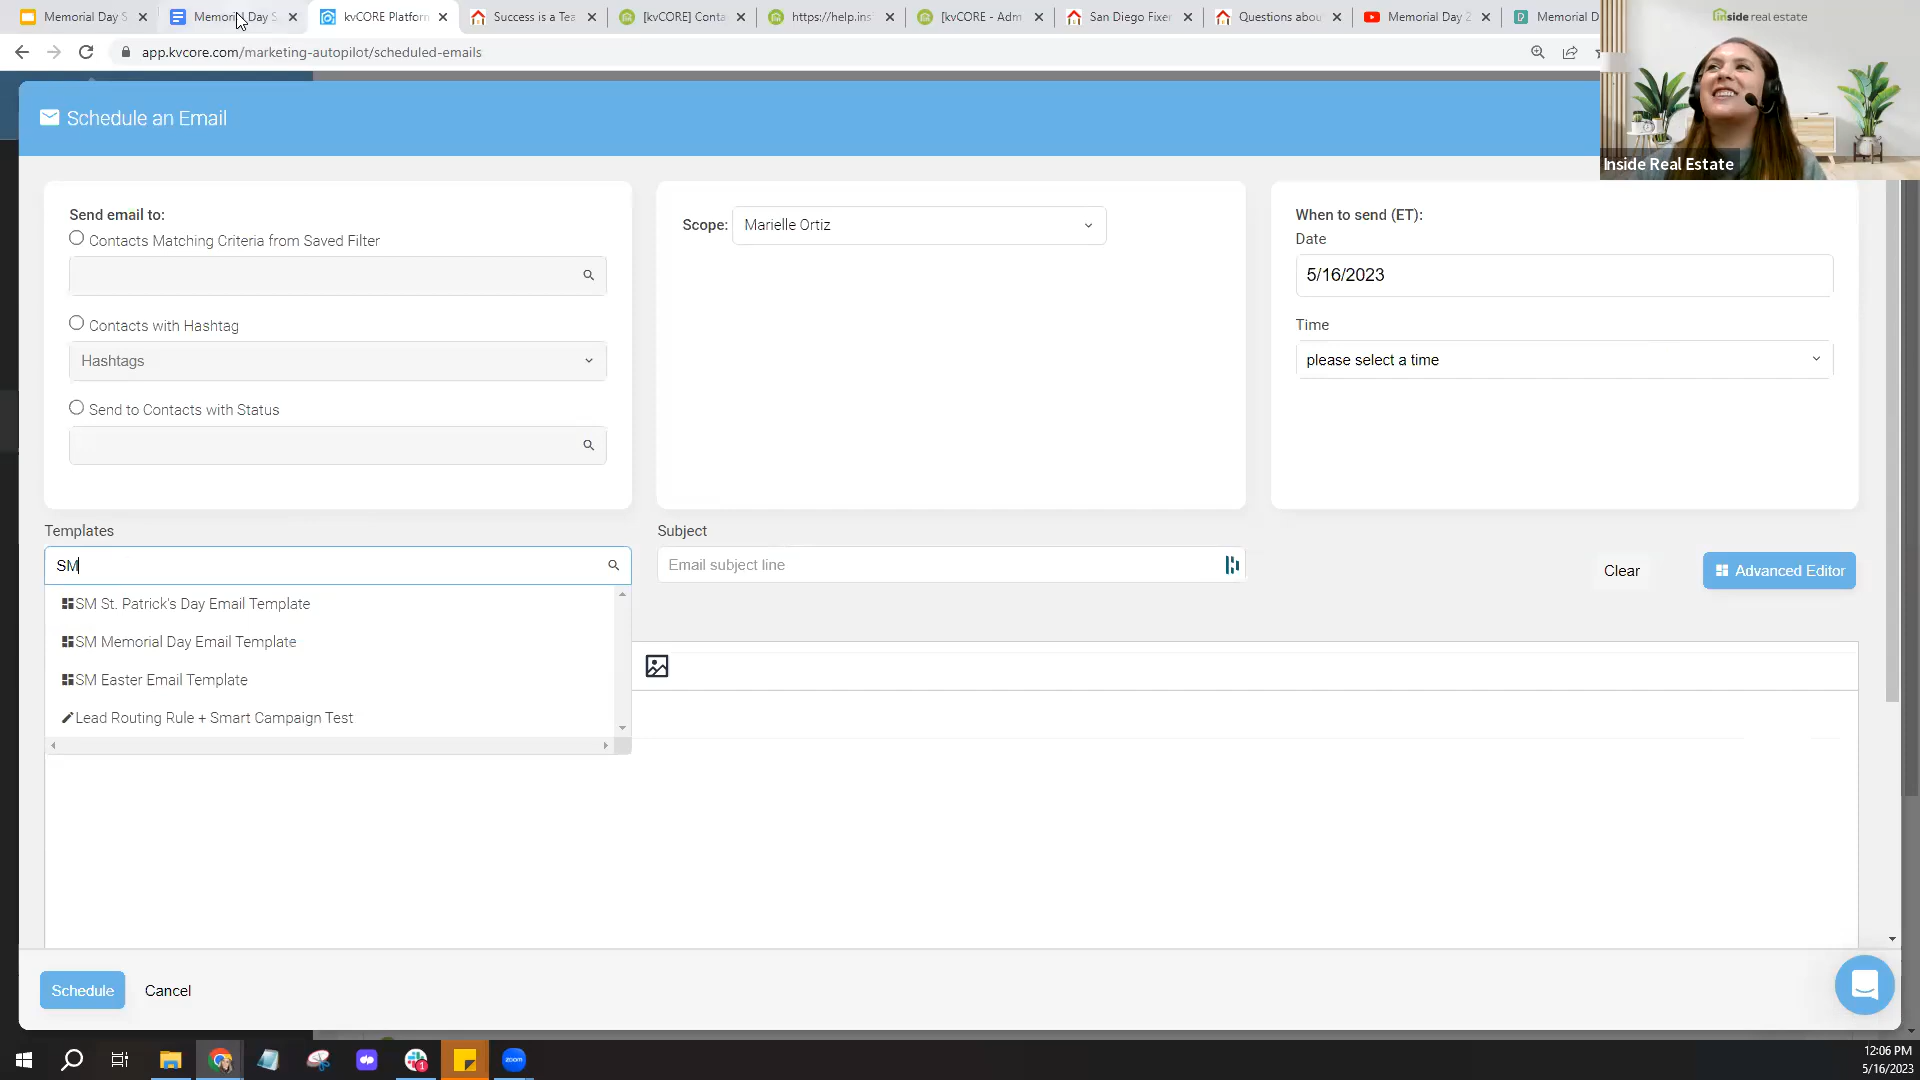 Memorial Day S
Memorial Day S
kvCORE Platform
Success is a Tea
[kvCORE] Conta
https://help.ins
[kvCORE - Adm
San Diego Fixer
Questions abou
Memorial Day 2
Memorial D
inside real estate
app.kvcore.com/marketing-autopilot/scheduled-emails
Schedule an Email
Inside Real Estate
Send email to:
Contacts Matching Criteria from Saved Filter
Contacts with Hashtag
Hashtags
Send to Contacts with Status
Scope:
Marielle Ortiz
When to send (ET):
Date
5/16/2023
Time
please select a time
Templates
SM
SM St. Patrick's Day Email Template
SM Memorial Day Email Template
SM Easter Email Template
Lead Routing Rule + Smart Campaign Test
Subject
Email subject line
Clear
Advanced Editor
Schedule
Cancel
zoom
1
12:06 PM
5/16/2023